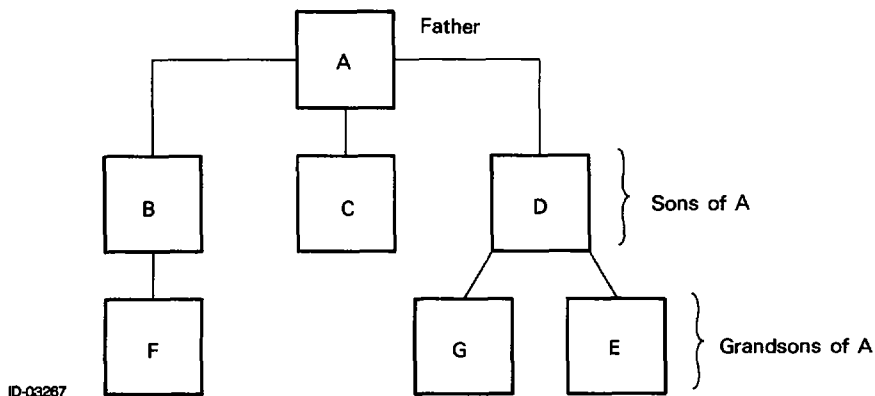 Father
A
B
C
D
Sons of A
F
G
E
Grandsons of A
ID-03267